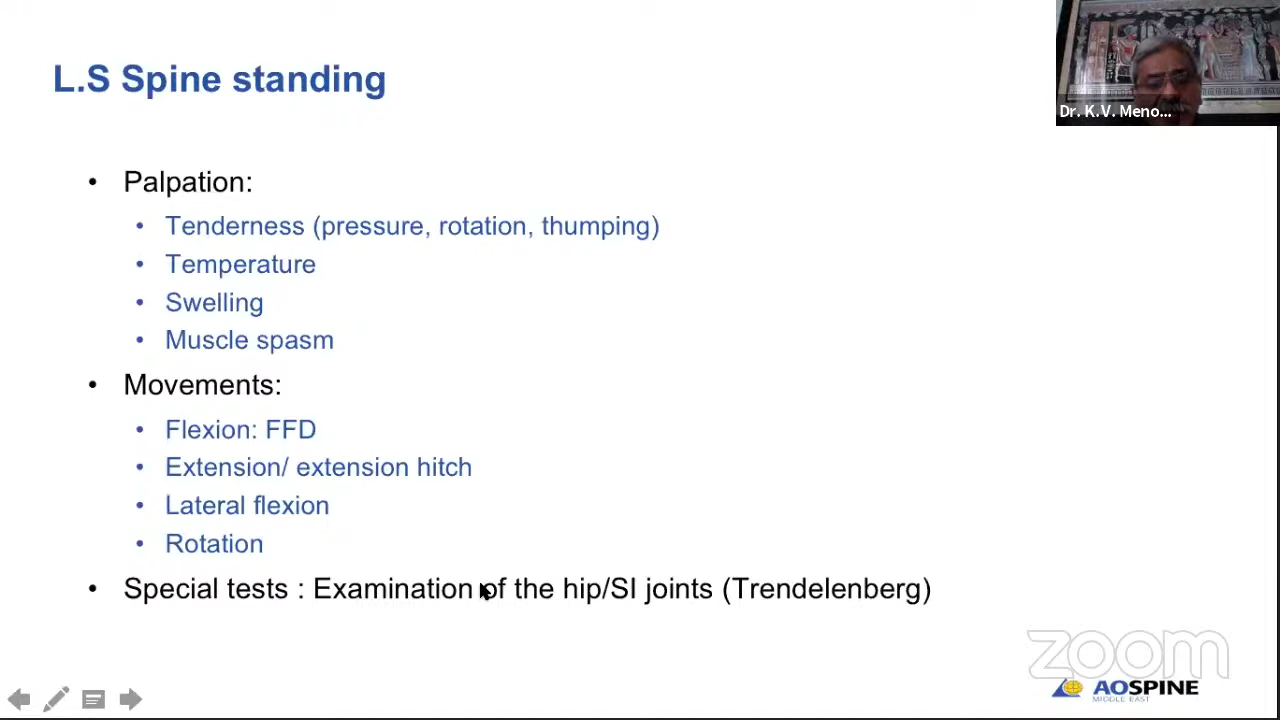 L.S Spine standing
Dr. K.V. Meno...
• Palpation:
• Tenderness (pressure, rotation, thumping)
• Temperature
• Swelling
• Muscle spasm
• Movements:
• Flexion: FFD
• Extension/ extension hitch
• Lateral flexion
• Rotation
• Special tests : Examination of the hip/SI joints (Trendelenberg)
zoom
AOSPINE
MIDDLE EAST